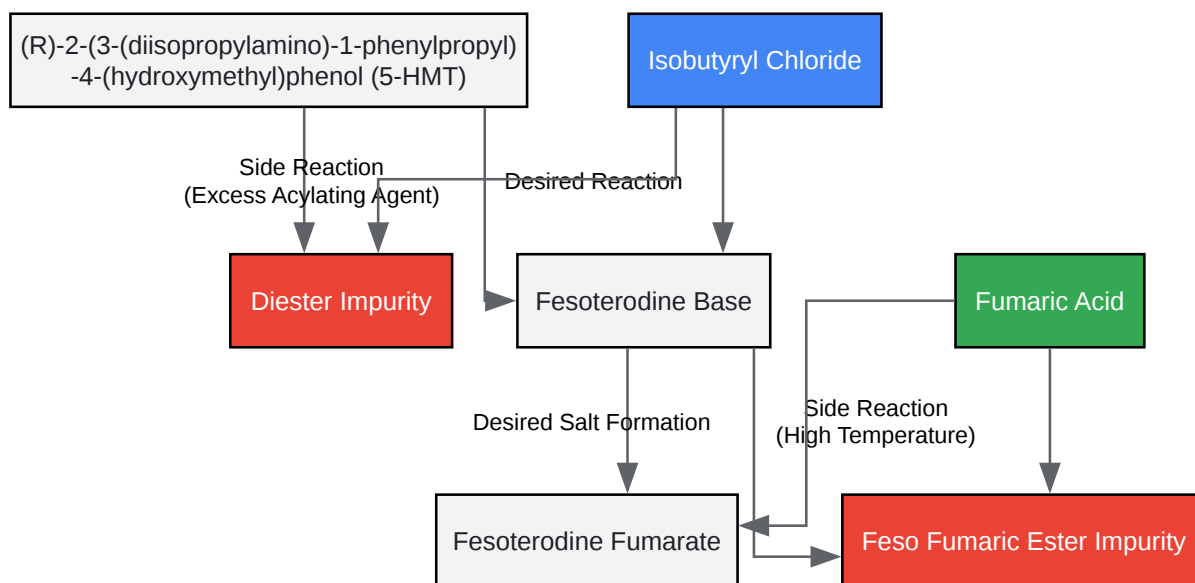 (R)-2-(3-(diisopropylamino)-1-phenylpropyl)
-4-(hydroxymethyl)phenol (5-HMT)
Isobutyryl Chloride
Side Reaction
(Excess Acylating Agent)
Desired Reaction
Diester Impurity
Fesoterodine Base
Fumaric Acid
Desired Salt Formation
Side Reaction
(High Temperature)
Fesoterodine Fumarate
Feso Fumaric Ester Impurity